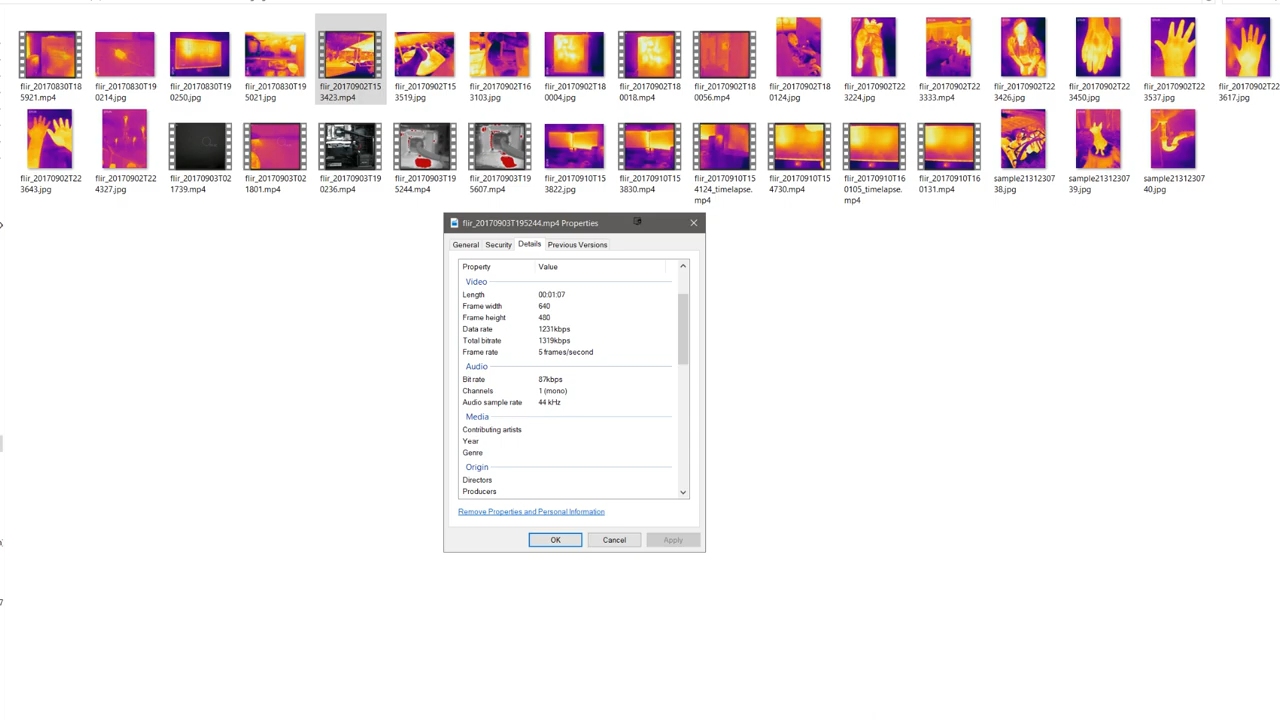 flir_20170830T18
5921.mp4
flir_20170830T19
0214.jpg
flir_20170830T19
0250.jpg
flir_20170830T19
5021.jpg
flir_20170902T15
3423.mp4
flir_20170902T15
3519.jpg
flir_20170902T16
3103.jpg
flir_20170902T18
0004.jpg
flir_20170902T18
0018.mp4
flir_20170902T18
0056.mp4
flir_20170902T18
0124.jpg
flir_20170902T22
3224.jpg
flir_20170902T22
3333.jpg
flir_20170902T22
3426.jpg
flir_20170902T22
3450.jpg
flir_20170902T22
3537.jpg
flir_20170902T22
3617.jpg
flir_20170902T22
3643.jpg
flir_20170902T22
4327.jpg
flir_20170903T02
1739.mp4
flir_20170903T02
1801.mp4
flir_20170903T19
0236.mp4
flir_20170903T19
5244.mp4
flir_20170903T19
5607.mp4
flir_20170910T15
3822.jpg
flir_20170910T15
3830.mp4
flir_20170910T15
4124_timelapse.
mp4
flir_20170910T15
4730.mp4
flir_20170910T16
0105_timelapse.
mp4
flir_20170910T16
0131.mp4
sample21312307
38.jpg
sample21312307
39.jpg
sample21312307
40.jpg
flir_20170903T195244.mp4 Properties
General Security Details Previous Versions
Property Value
Video
Length 00:01:07
Frame width 640
Frame height 480
Data rate 1231kbps
Total bitrate 1319kbps
Frame rate 5 frames/second
Audio
Bit rate 87kbps
Channels 1 (mono)
Audio sample rate 44 kHz
Media
Contributing artists
Year
Genre
Origin
Directors
Producers
Remove Properties and Personal Information
OK Cancel Apply